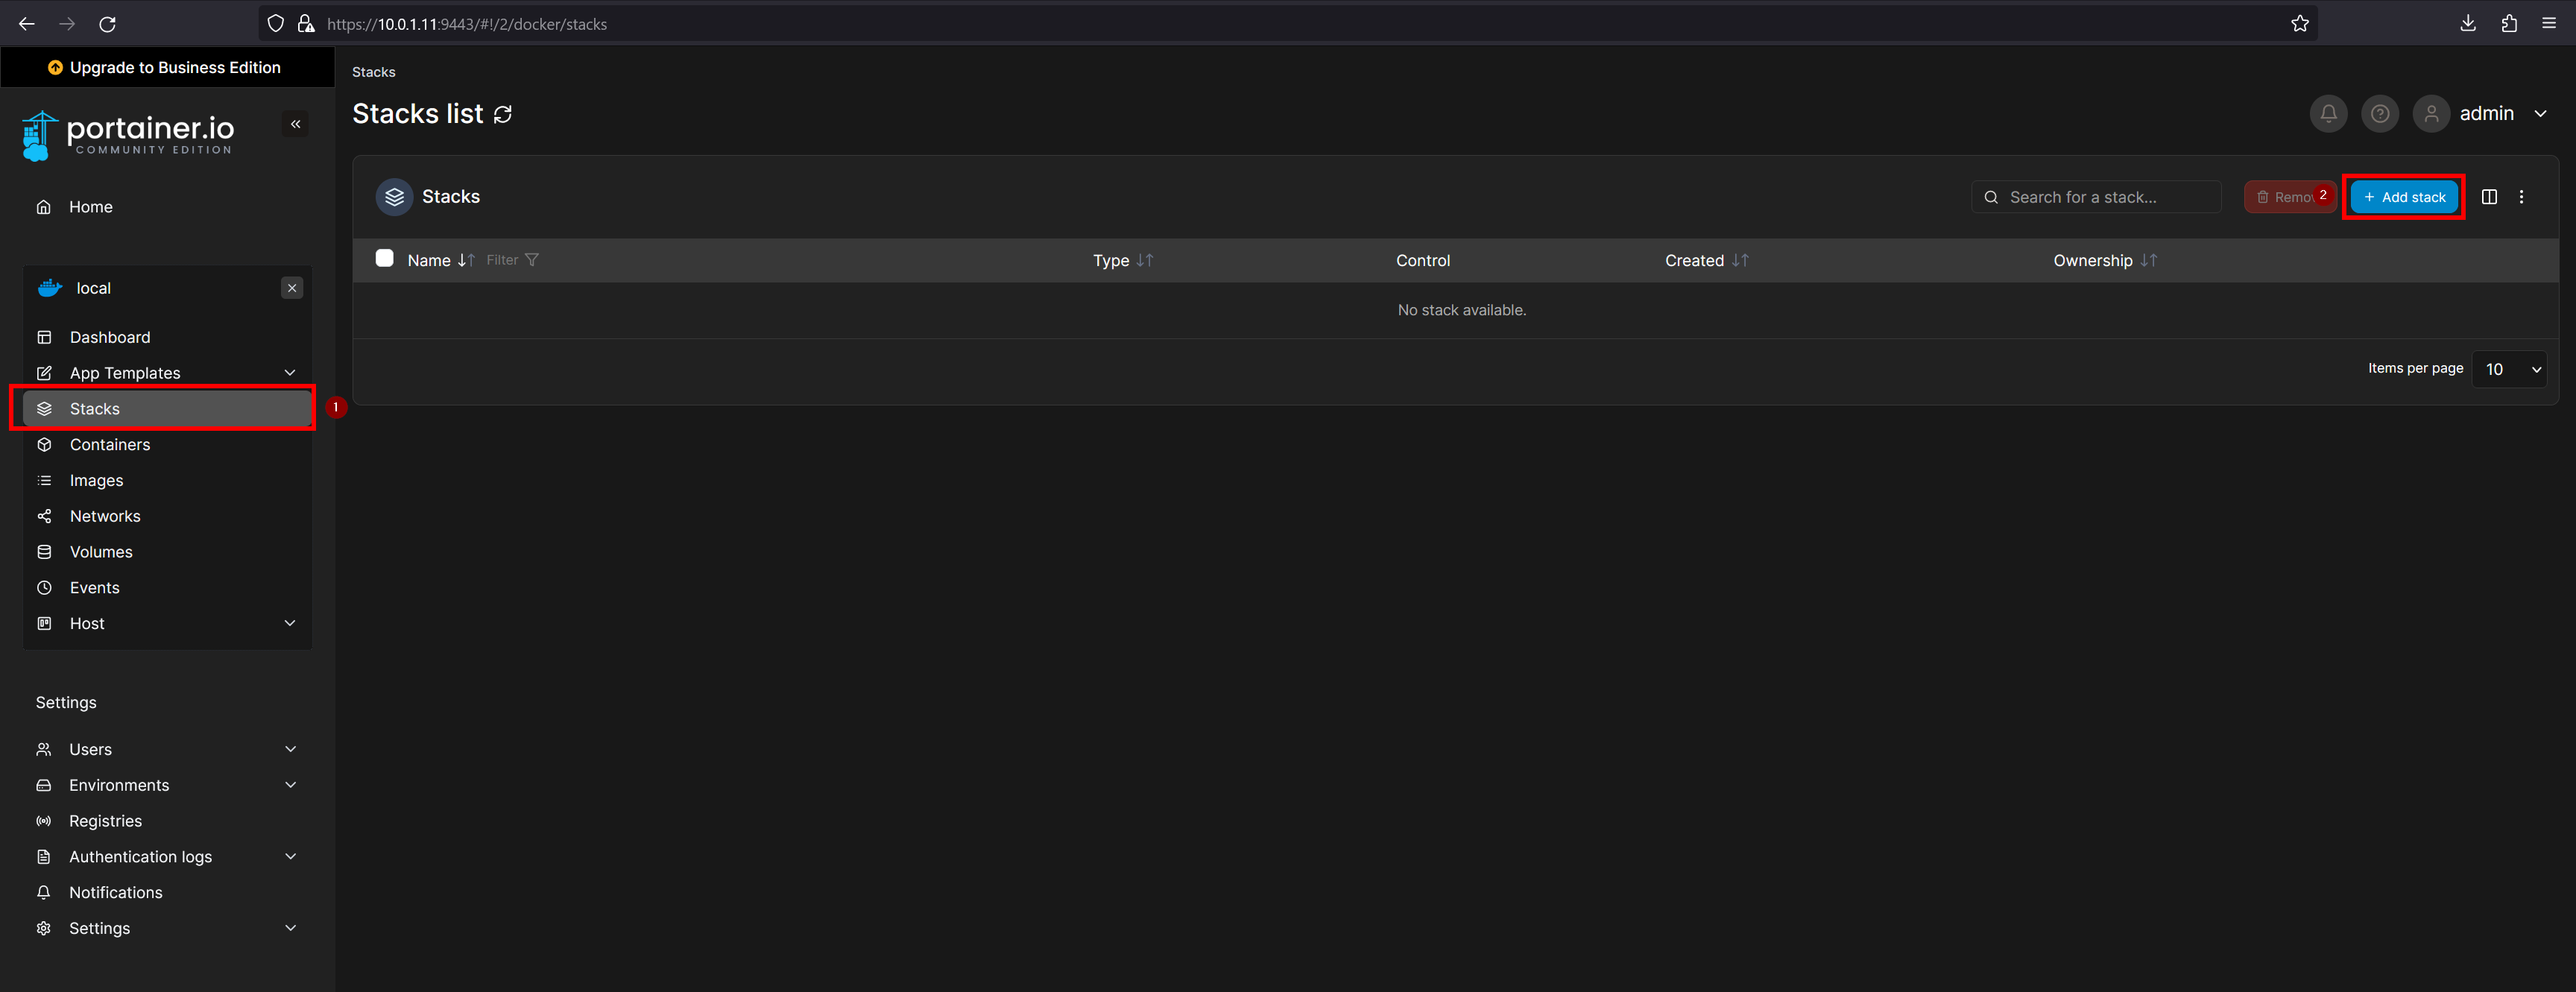 https://10.0.1.11:9443/#!/2/docker/stacks
Upgrade to Business Edition
portainer.io
COMMUNITY EDITION
Home
local
Dashboard
App Templates
Stacks
1
Containers
Images
Networks
Volumes
Events
Host
Settings
Users
Environments
Registries
Authentication logs
Notifications
Settings
Stacks
Stacks list
admin
Stacks
Search for a stack...
2
+ Add stack
Name Filter Type Control Created Ownership
No stack available.
Items per page 10